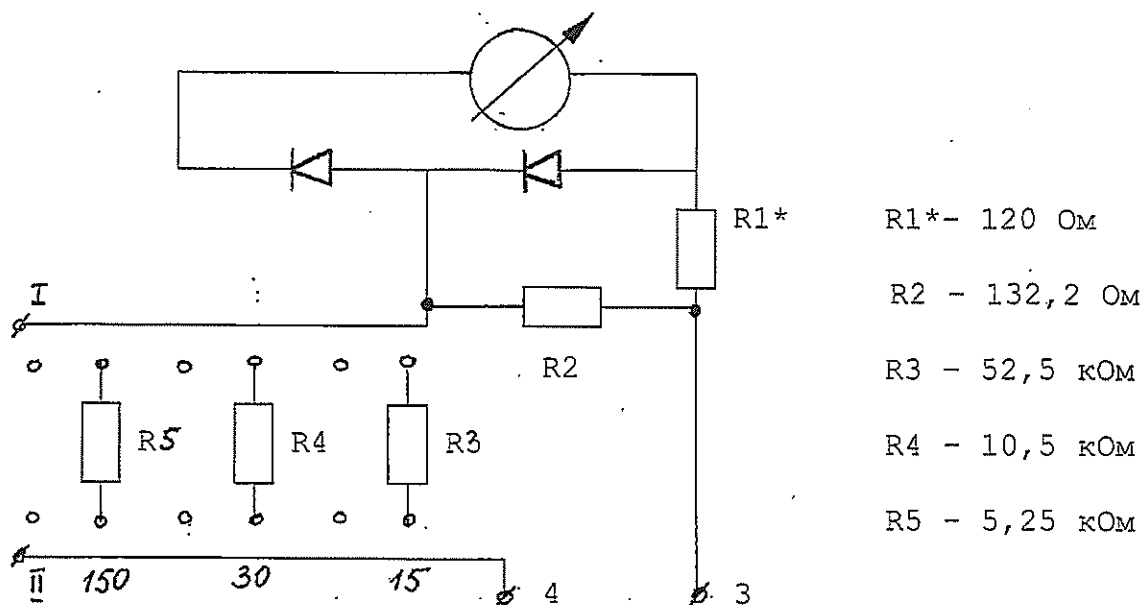 R1* R1*- 120 Ом
I R2 - 132,2 Ом
R2 R3 - 52,5 кОм
R5 R4 R3 R4 - 10,5 кОм
R5 - 5,25 кОм
II 150 30 15 4 3